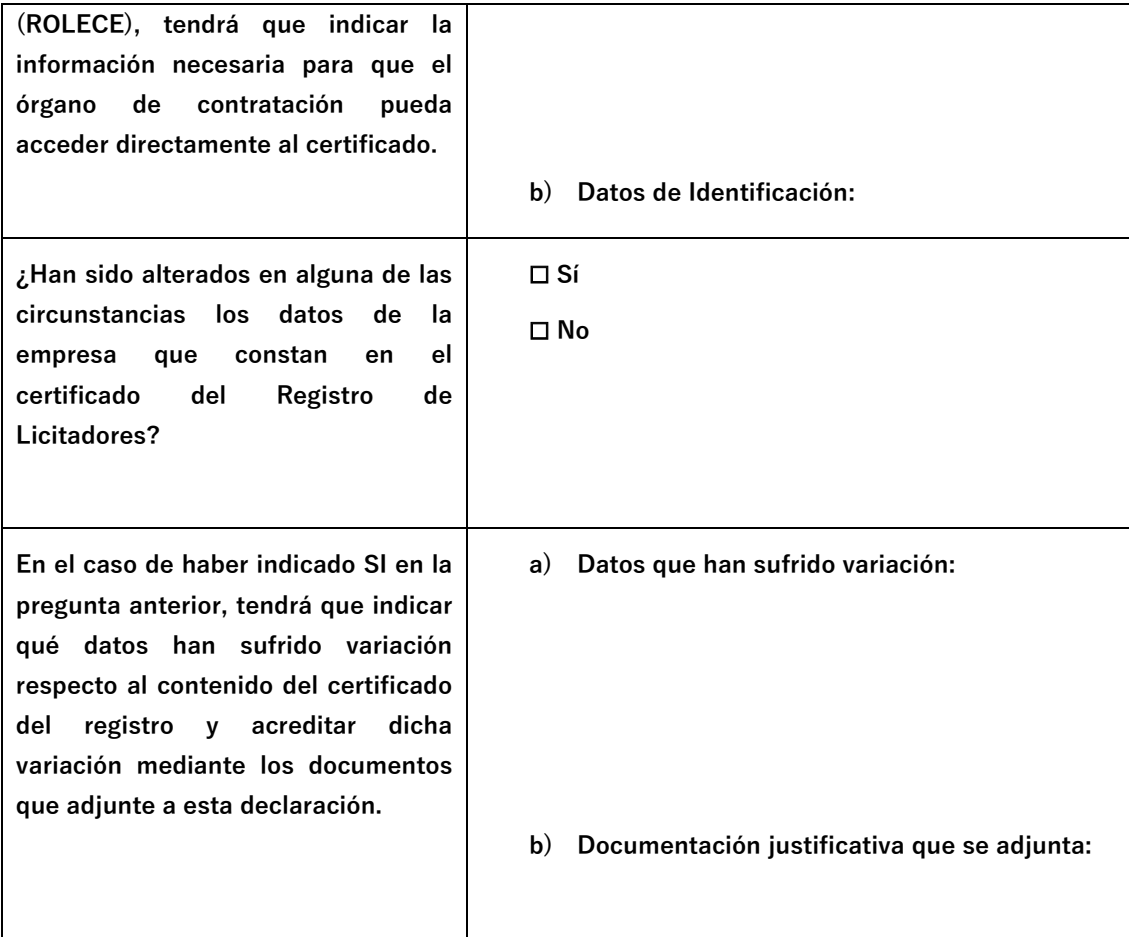 (ROLECE), tendrá que indicar la
información necesaria para que el
órgano de contratación pueda
acceder directamente al certificado.
b) Datos de Identificación:
¿Han sido alterados en alguna de las
circunstancias los datos de la
empresa que constan en el
certificado del Registro de
Licitadores?
☐ Sí
☐ No
En el caso de haber indicado SI en la
pregunta anterior, tendrá que indicar
qué datos han sufrido variación
respecto al contenido del certificado
del registro y acreditar dicha
variación mediante los documentos
que adjunte a esta declaración.
a) Datos que han sufrido variación:
b) Documentación justificativa que se adjunta: